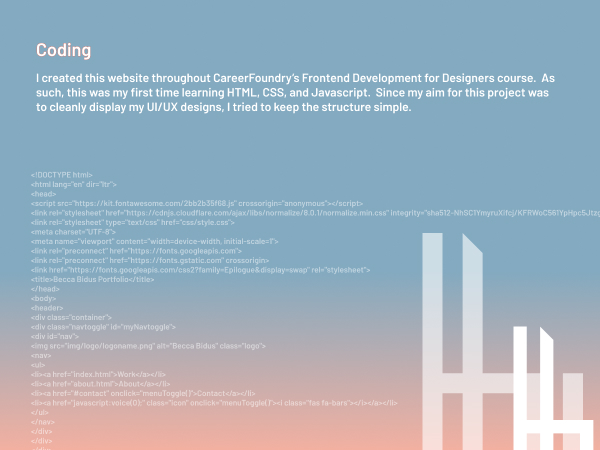 Coding
I created this website throughout CareerFoundry's Frontend Development for Designers course.  As
such, this was my first time learning HTML, CSS, and Javascript.  Since my aim for this project was
to cleanly display my UI/UX designs, I tried to keep the structure simple.
<!DOCTYPE html>
<html lang="en" dir="ltr">
<head>
<script src="https://kit.fontawesome.com/2bb2b35f68.js" crossorigin="anonymous"></script>
<link rel="stylesheet" href="https://cdnjs.cloudflare.com/ajax/libs/normalize/8.0.1/normalize.min.css"
<link rel="stylesheet" type="text/css" href="css/style.css">
<meta charset="UTF-8">
<meta name="viewport" content="width=device-width, initial-scale=1">
<link rel="preconnect" href="https://fonts.googleapis.com">
<link rel="preconnect" href="https://fonts.gstatic.com" crossorigin>
<link href="https://fonts.googleapis.com/css2?family=Epilogue&display=swap" rel="stylesheet">
<title>Becca Bidus Portfolio</title>
</head>
<body>
<header>
<div class="container">
<div class="navtoggle" id="myNavtoggle">
<div id="nav">
<img src="img/logo/logoname.png" alt="Becca Bidus" class="logo">
<nav>
<ul>
<li><a href="index.html">Work</a></li>
<li><a href="about.html">About</a></li>
<li><a href="#contact" onclick="menuToggle()">Contact</a></li>
<li><a href="javascript:voice(0);" class="icon" onclick="menuToggle()"><i class="fas fa-bars"></i></a></li>
</ul>
</nav>
</div>
</div>